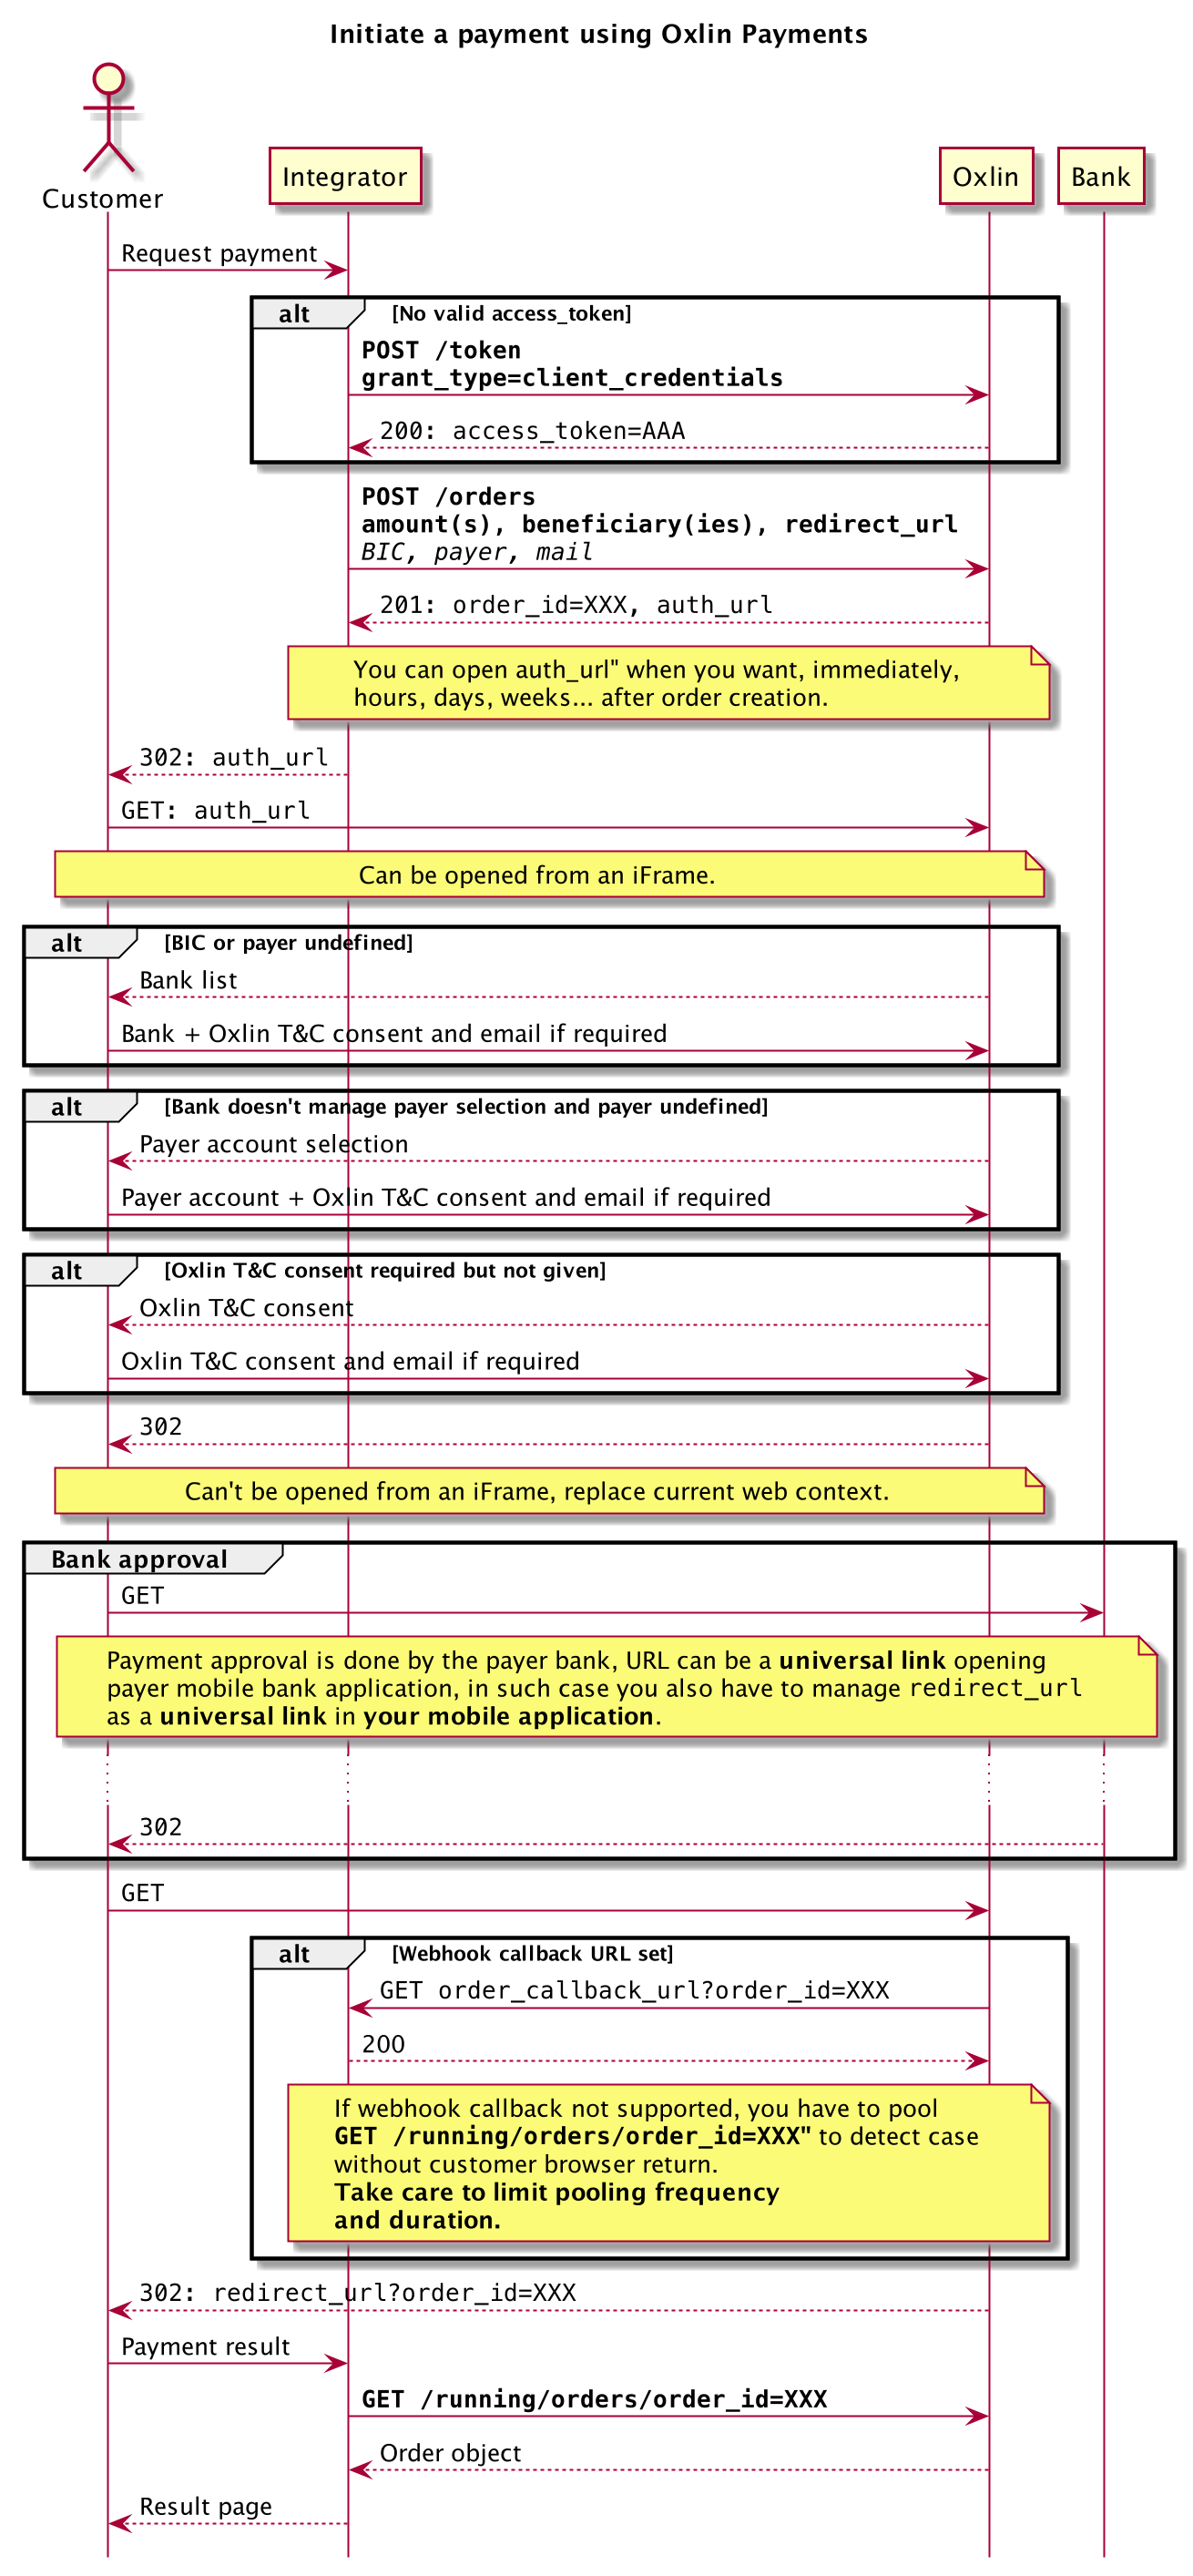 Initiate a payment using Oxlin Payments
Customer
Integrator
Oxlin
Bank
Request payment
alt
[No valid access_token]
POST /token
grant_type=client_credentials
200: access_token=AAA
POST /orders
amount(s), beneficiary(ies), redirect_url
BIC, payer, mail
201: order_id=XXX, auth_url
You can open auth_url" when you want, immediately,
hours, days, weeks... after order creation.
302: auth_url
GET: auth_url
Can be opened from an iFrame.
alt
[BIC or payer undefined]
Bank list
Bank + Oxlin T&C consent and email if required
alt
[Bank doesn't manage payer selection and payer undefined]
Payer account selection
Payer account + Oxlin T&C consent and email if required
alt
[Oxlin T&C consent required but not given]
Oxlin T&C consent
Oxlin T&C consent and email if required
302
Can't be opened from an iFrame, replace current web context.
Bank approval
GET
Payment approval is done by the payer bank, URL can be a universal link opening
payer mobile bank application, in such case you also have to manage redirect_url
as a universal link in your mobile application.
302
GET
alt
[Webhook callback URL set]
GET order_callback_url?order_id=XXX
200
If webhook callback not supported, you have to pool
GET /running/orders/order_id=XXX" to detect case
without customer browser return.
Take care to limit pooling frequency
and duration.
302: redirect_url?order_id=XXX
Payment result
GET /running/orders/order_id=XXX
Order object
Result page